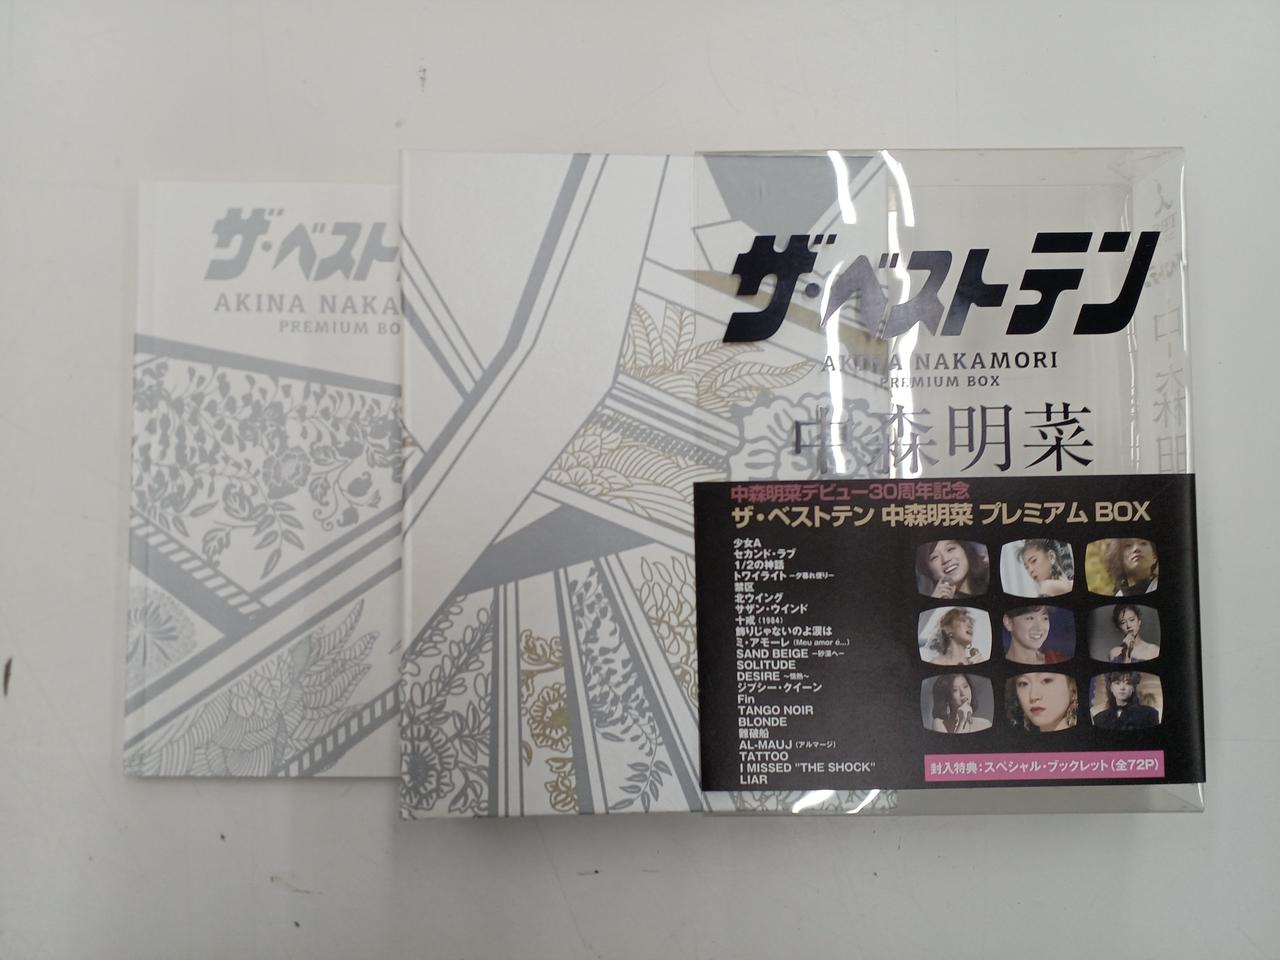 ザ・ベスト
AKINA NAKA
PREMIUM BO
ザ・ベストテン
AKINA NAKAMORI
PREMIUM BOX
中森明菜
中森明菜デビュー30周年記念
ザ・ベストテン 中森明菜 プレミアム BOX
少女A
セカンド・ラブ
1/2の神話
トワイライト −夕暮れ便り−
禁区
北ウイング
サザン・ウインド
十戒(1984)
飾りじゃないのよ涙は
ミ・アモーレ(Meu amor é...)
SAND BEIGE −砂漠へ−
SOLITUDE
DESIRE 〜情熱〜
ジプシー・クイーン
Fin
TANGO NOIR
BLONDE
難破船
AL-MAUJ(アルマージ)
TATTOO
I MISSED "THE SHOCK"
LIAR
封入特典:スペシャル・ブックレット(全72P)